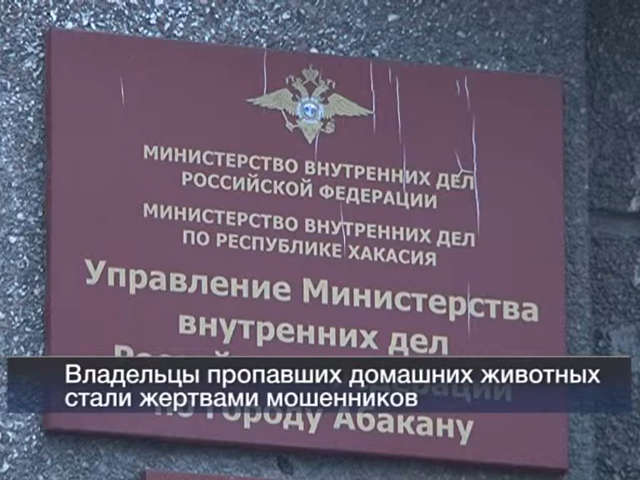 МИНИСТЕРСТВО ВНУТРЕННИХ ДЕЛ
РОССИЙСКОЙ ФЕДЕРАЦИИ
МИНИСТЕРСТВО ВНУТРЕННИХ ДЕЛ
ПО РЕСПУБЛИКЕ ХАКАСИЯ
Управление Министерства
внутренних дел
Владельцы пропавших домашних животных
стали жертвами мошенников
по городу Абакану